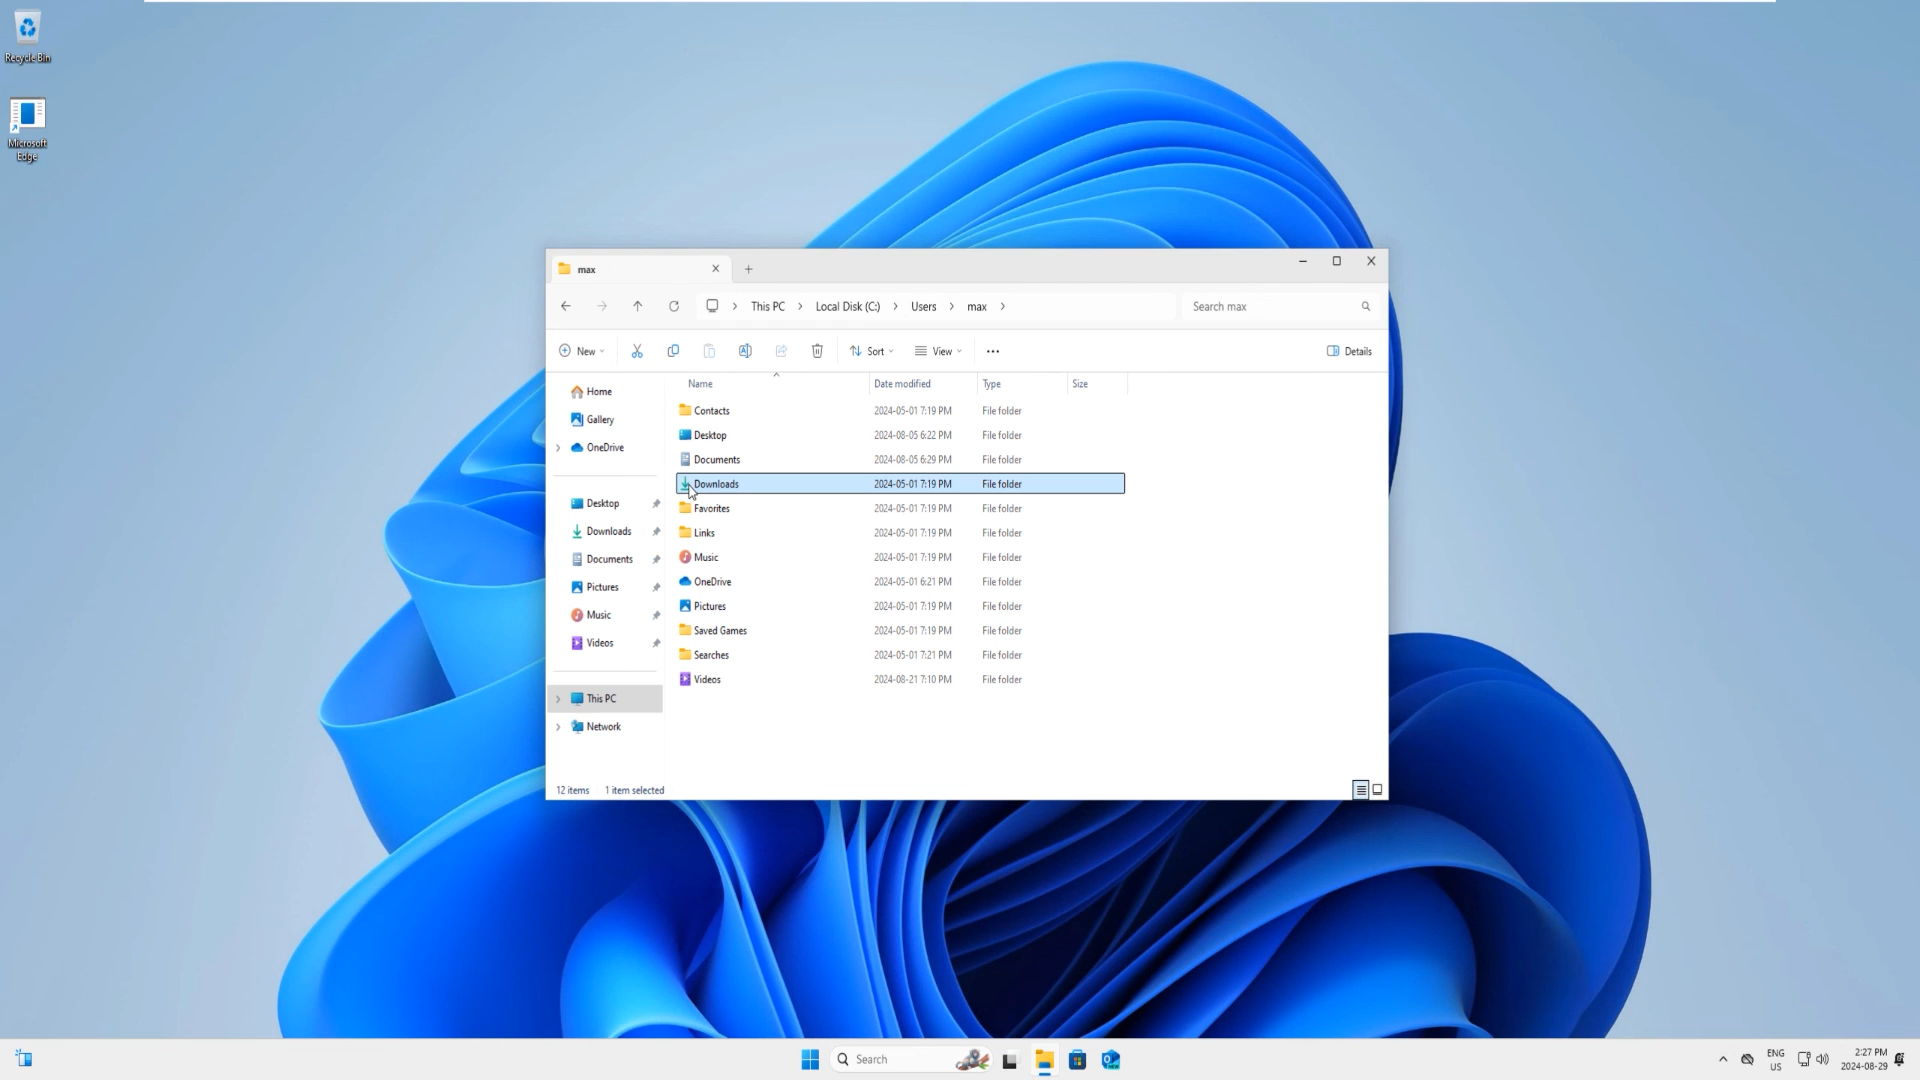 Recycle Bin
Microsoft
Edge
max
This PC
Local Disk (C:)
Users
max
Search max
New
Sort
View
Details
Home
Gallery
OneDrive
Desktop
Downloads
Documents
Pictures
Music
Videos
This PC
Network
Name Date modified Type Size
Contacts 2024-05-01 7:19 PM File folder
Desktop 2024-08-05 6:22 PM File folder
Documents 2024-08-05 6:29 PM File folder
Downloads 2024-05-01 7:19 PM File folder
Favorites 2024-05-01 7:19 PM File folder
Links 2024-05-01 7:19 PM File folder
Music 2024-05-01 7:19 PM File folder
OneDrive 2024-05-01 6:21 PM File folder
Pictures 2024-05-01 7:19 PM File folder
Saved Games 2024-05-01 7:19 PM File folder
Searches 2024-05-01 7:21 PM File folder
Videos 2024-08-21 7:10 PM File folder
12 items 1 item selected
Search
ENG
US
2:27 PM
2024-08-29